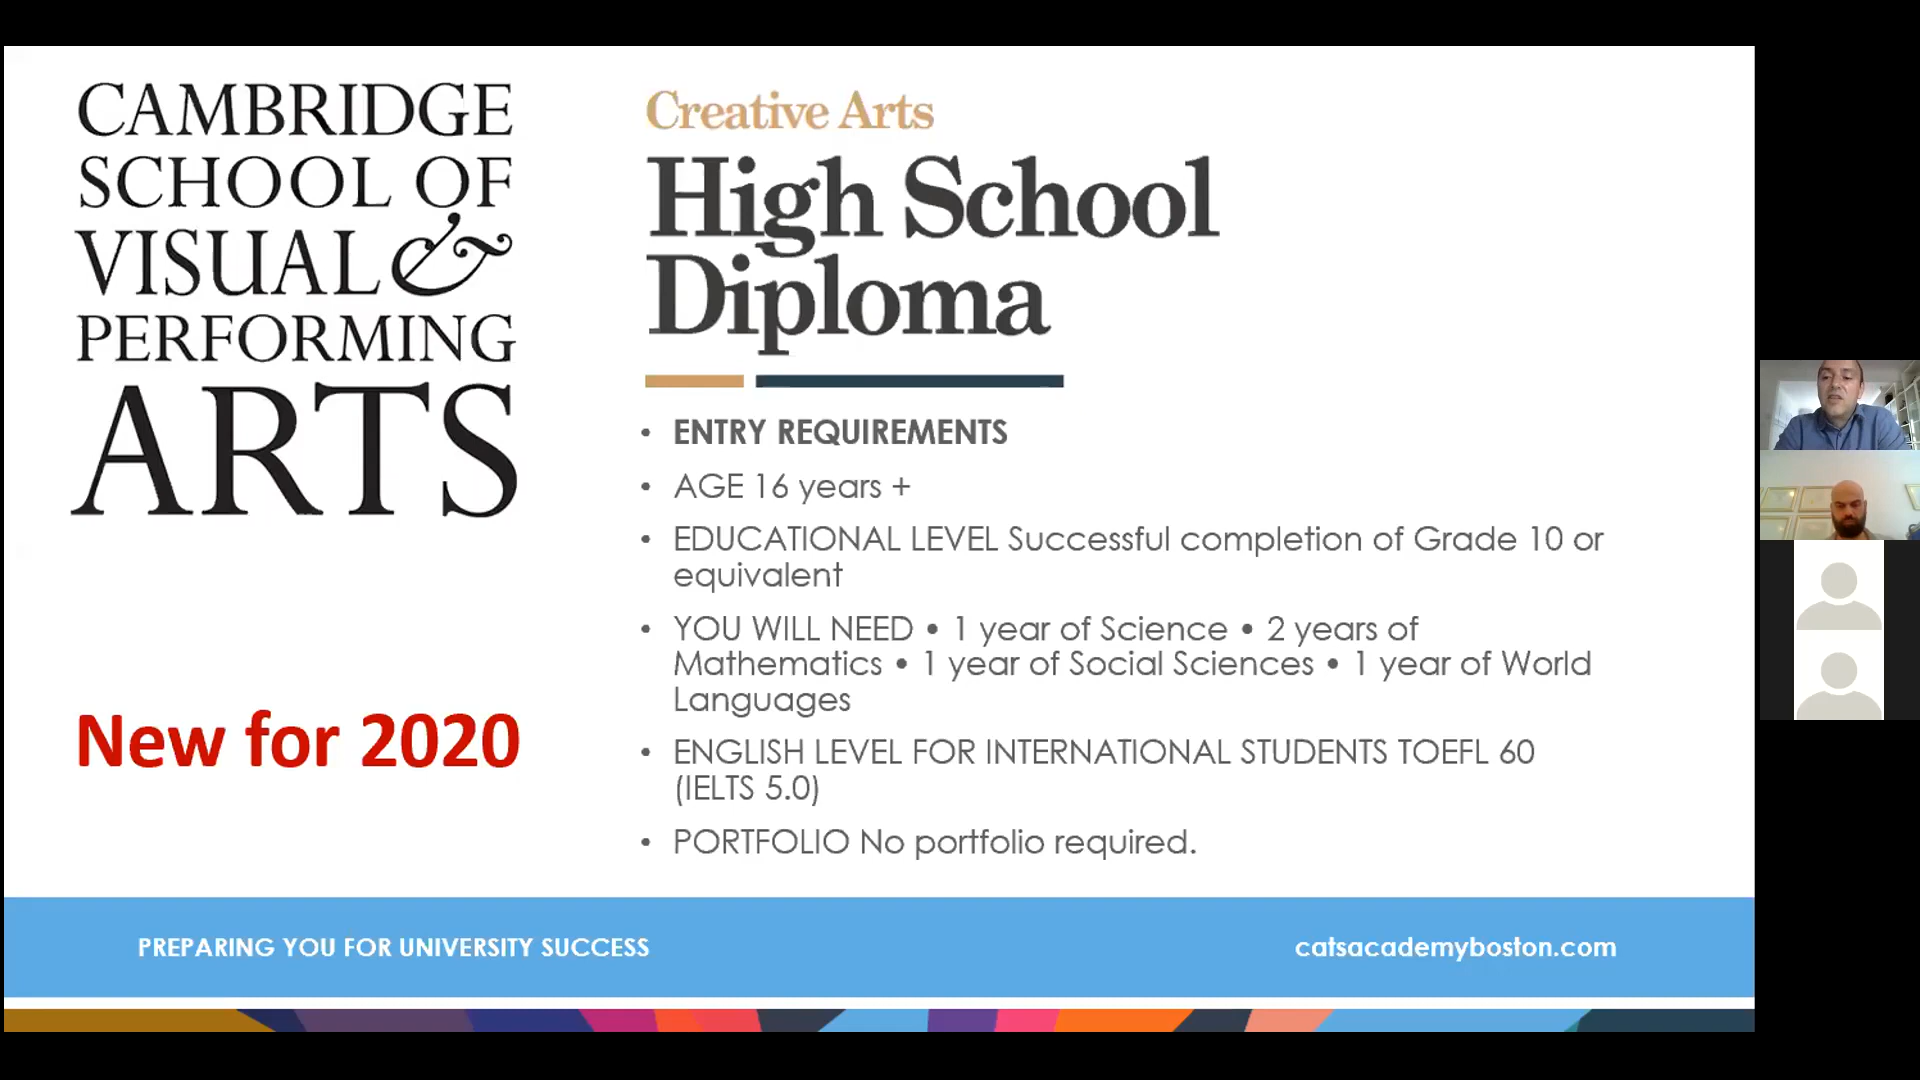 CAMBRIDGE
SCHOOL OF
VISUAL &
PERFORMING
ARTS
New for 2020
Creative Arts
High School
Diploma
• ENTRY REQUIREMENTS
• AGE 16 years +
• EDUCATIONAL LEVEL Successful completion of Grade 10 or
equivalent
• YOU WILL NEED • 1 year of Science • 2 years of
Mathematics • 1 year of Social Sciences • 1 year of World
Languages
• ENGLISH LEVEL FOR INTERNATIONAL STUDENTS TOEFL 60
(IELTS 5.0)
• PORTFOLIO No portfolio required.
PREPARING YOU FOR UNIVERSITY SUCCESS
catsacademyboston.com